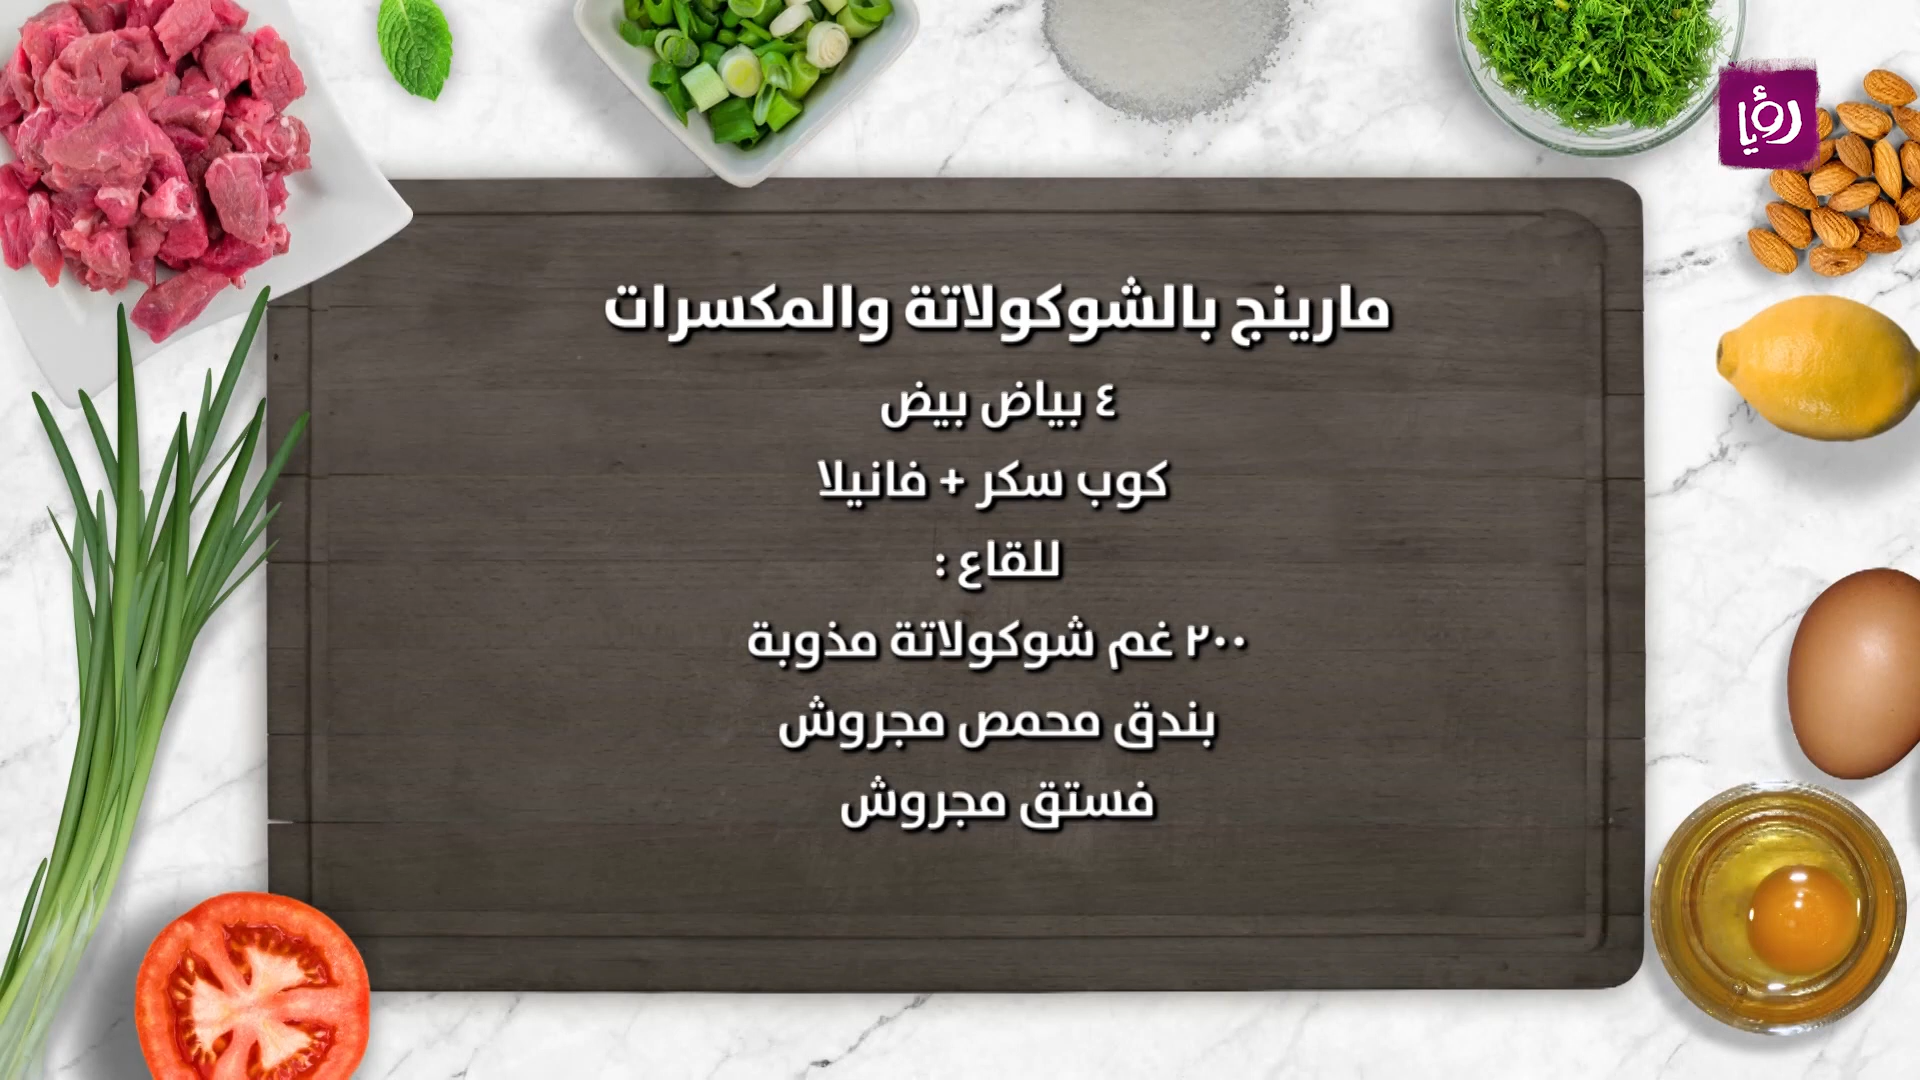 رؤيا
مارينج بالشوكولاتة والمكسرات
٤ بياض بيض
كوب سكر + فانيلا
للقاع :
٢٠٠ غم شوكولاتة مذوبة
بندق محمص مجروش
فستق مجروش